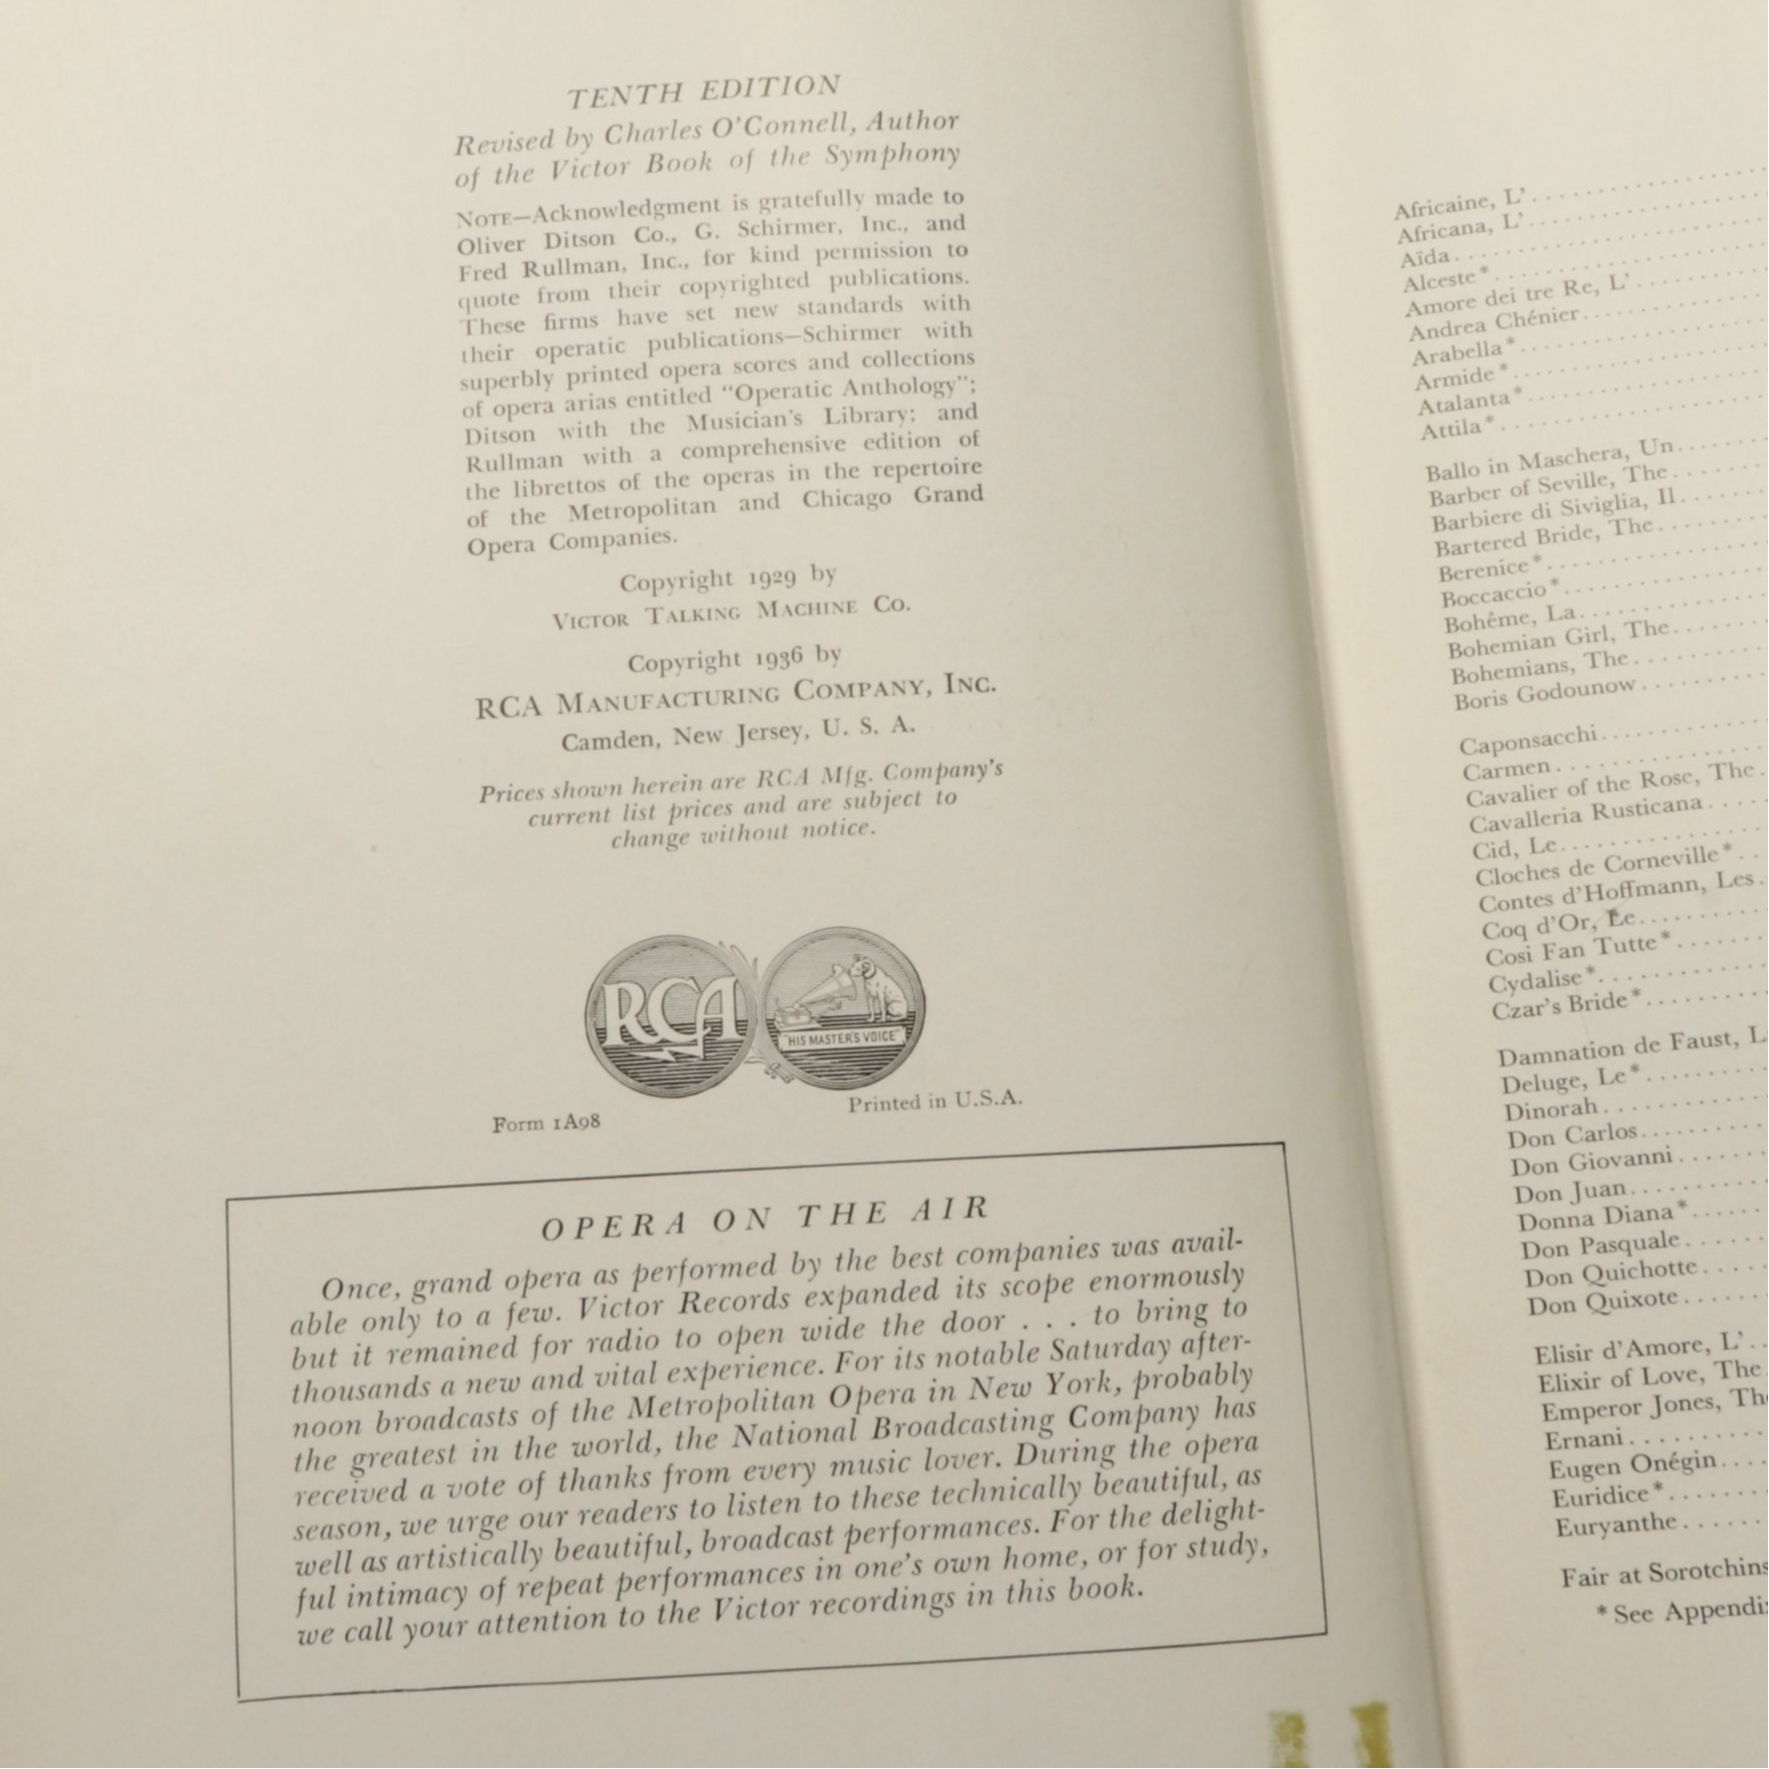 TENTH EDITION
Revised by Charles O'Connell, Author
of the Victor Book of the Symphony
NOTE—Acknowledgment is gratefully made to
Oliver Ditson Co., G. Schirmer, Inc., and
Fred Rullman, Inc., for kind permission to
quote from their copyrighted publications.
These firms have set new standards with
their operatic publications—Schirmer with
superbly printed opera scores and collections
of opera arias entitled "Operatic Anthology";
Ditson with the Musician's Library; and
Rullman with a comprehensive edition of
the librettos of the operas in the repertoire
of the Metropolitan and Chicago Grand
Opera Companies.
Copyright 1929 by
VICTOR TALKING MACHINE CO.
Copyright 1936 by
RCA MANUFACTURING COMPANY, INC.
Camden, New Jersey, U. S. A.
Prices shown herein are RCA Mfg. Company's
current list prices and are subject to
change without notice.
RCA
"HIS MASTER'S VOICE"
Form 1A98
Printed in U.S.A.
OPERA ON THE AIR
Once, grand opera as performed by the best companies was avail-
able only to a few. Victor Records expanded its scope enormously
but it remained for radio to open wide the door . . . to bring to
thousands a new and vital experience. For its notable Saturday after-
noon broadcasts of the Metropolitan Opera in New York, probably
the greatest in the world, the National Broadcasting Company has
received a vote of thanks from every music lover. During the opera
season, we urge our readers to listen to these technically beautiful, as
well as artistically beautiful, broadcast performances. For the delight-
ful intimacy of repeat performances in one's own home, or for study,
we call your attention to the Victor recordings in this book.
Africaine, L'
Africana, L'
Aïda
Alceste*
Amore dei tre Re, L'
Andrea Chénier
Arabella*
Armide*
Atalanta*
Attila*
Ballo in Maschera, Un
Barber of Seville, The
Barbiere di Siviglia, Il
Bartered Bride, The
Berenice*
Boccaccio*
Bohême, La
Bohemian Girl, The
Bohemians, The
Boris Godounow
Caponsacchi
Carmen
Cavalier of the Rose, The
Cavalleria Rusticana
Cid, Le
Cloches de Corneville*
Contes d'Hoffmann, Les
Coq d'Or, Le
Cosi Fan Tutte*
Cydalise*
Czar's Bride*
Damnation de Faust,
Deluge, Le*
Dinorah
Don Carlos
Don Giovanni
Don Juan
Donna Diana*
Don Pasquale
Don Quichotte
Don Quixote
Elisir d'Amore, L'
Elixir of Love, The
Emperor Jones,
Ernani
Eugen Onégin
Euridice*
Euryanthe
Fair at Sorotchins
* See Appendix